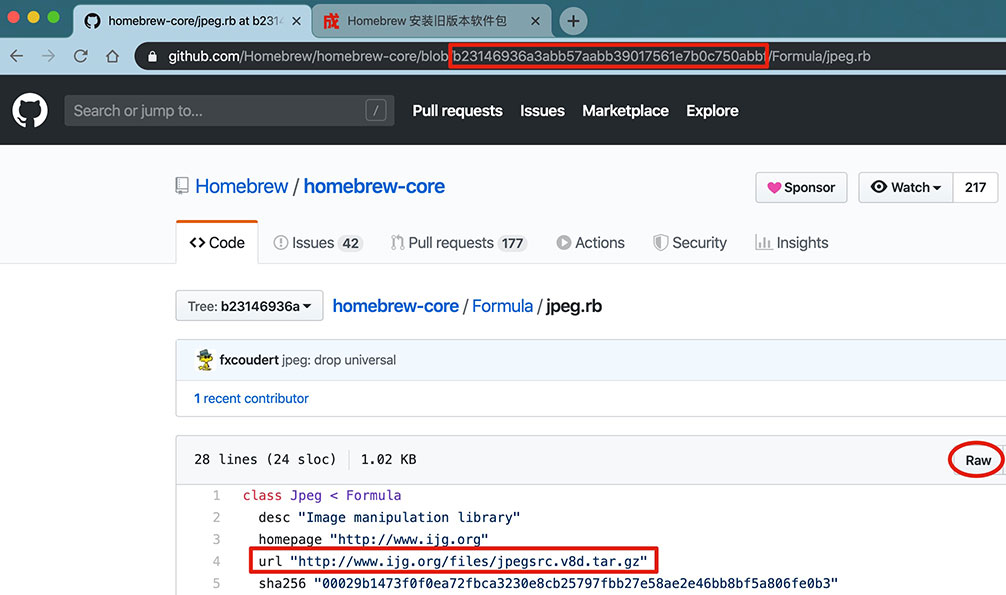 homebrew-core/jpeg.rb at b2314
Homebrew 安装旧版本软件包
github.com/Homebrew/homebrew-core/blob/b23146936a3abb57aabb39017561e7b0c750abbf/Formula/jpeg.rb
Search or jump to... / Pull requests Issues Marketplace Explore
Homebrew / homebrew-core Sponsor Watch 217
<> Code Issues 42 Pull requests 177 Actions Security Insights
Tree: b23146936a homebrew-core / Formula / jpeg.rb
fxcoudert jpeg: drop universal
1 recent contributor
28 lines (24 sloc) 1.02 KB Raw
1 class Jpeg < Formula
2 desc "Image manipulation library"
3 homepage "http://www.ijg.org"
4 url "http://www.ijg.org/files/jpegsrc.v8d.tar.gz"
5 sha256 "00029b1473f0f0ea72fbca3230e8cb25797fbb27e58ae2e46bb8bf5a806fe0b3"